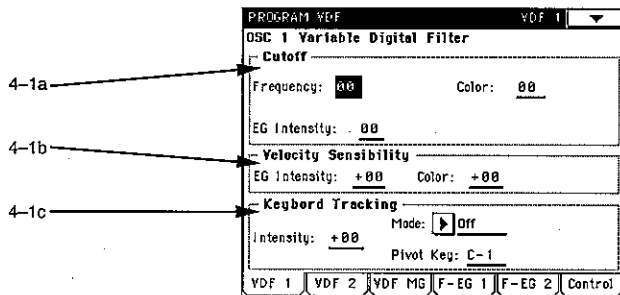 PROGRAM VDF VDF 1
OSC 1 Variable Digital Filter
Cutoff
4-1a
Frequency: 00 Color: 00
EG Intensity: 00
4-1b
Velocity Sensibility
EG Intensity: +00 Color: +00
4-1c
Keybord Tracking
Mode: Off
Intensity: +00
Pivot Key: C-1
VDF 1 VDF 2 VDF MG F-EG 1 F-EG 2 Control